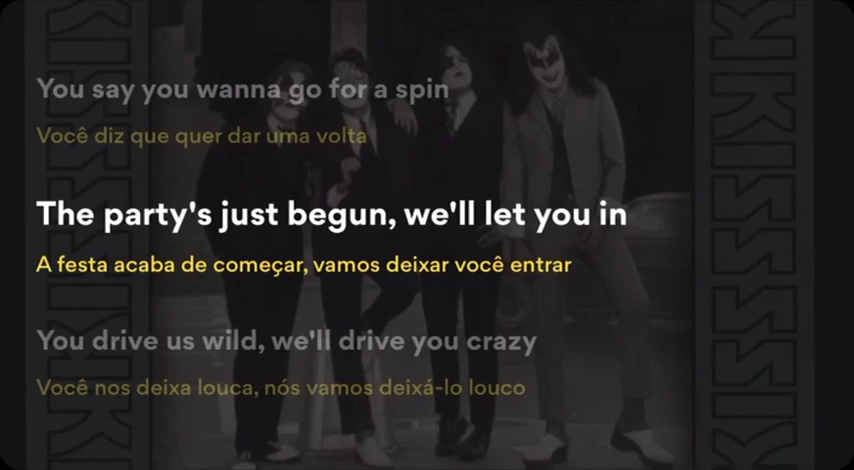 You say you wanna go for a spin
Você diz que quer dar uma volta
The party's just begun, we'll let you in
A festa acaba de começar, vamos deixar você entrar
You drive us wild, we'll drive you crazy
Você nos deixa louca, nós vamos deixá-lo louco